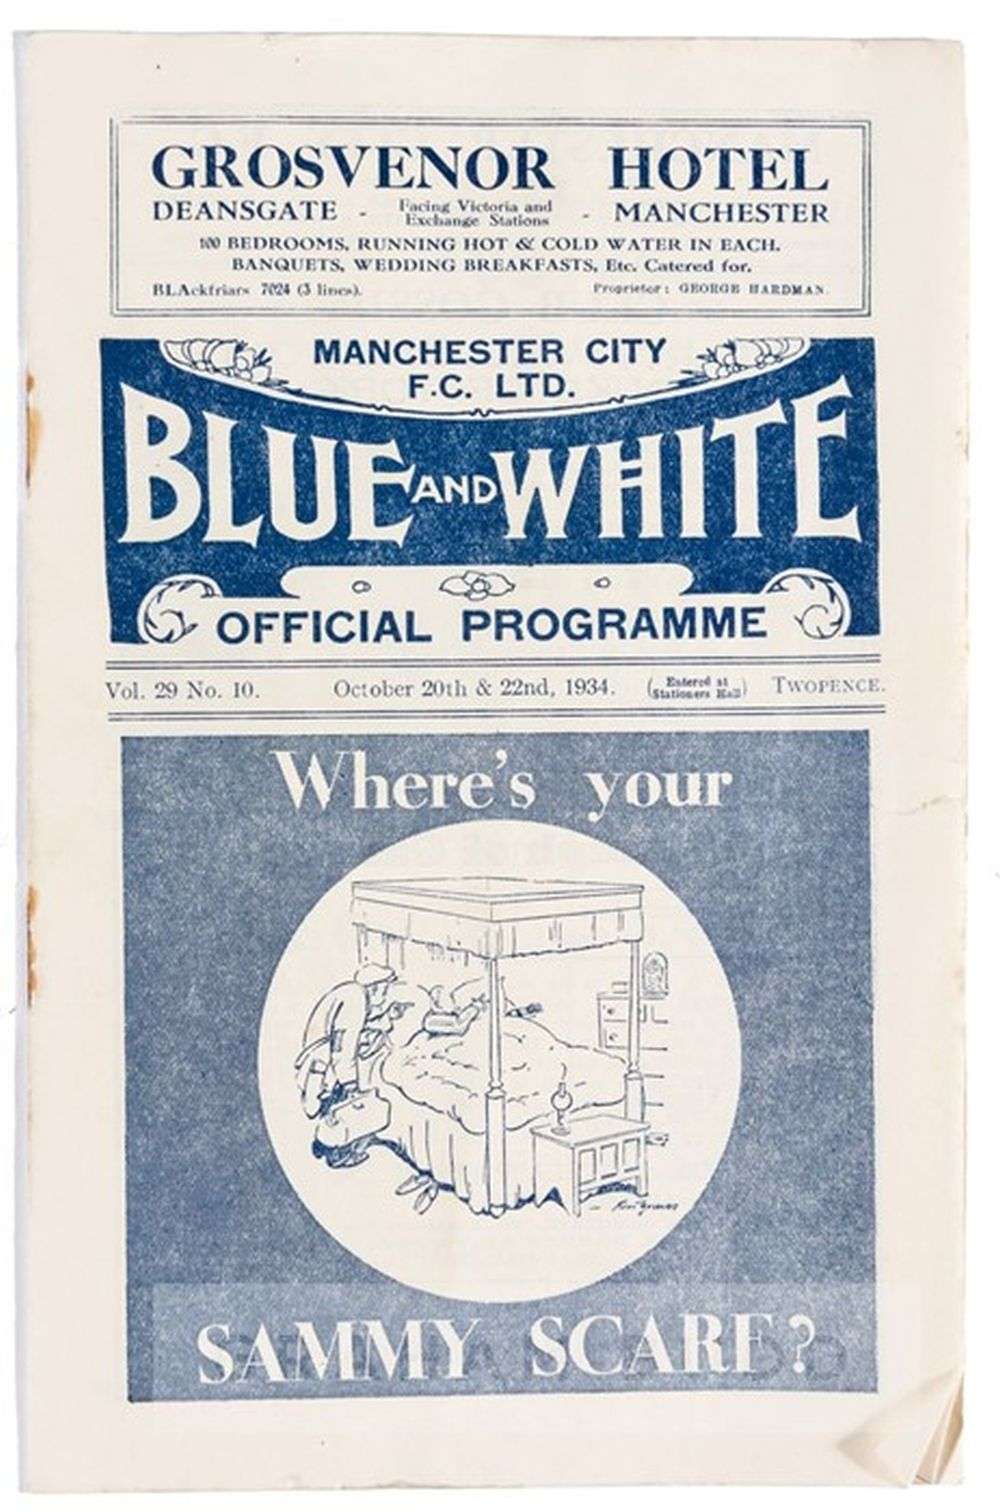 GROSVENOR HOTEL
DEANSGATE - Facing Victoria and Exchange Stations - MANCHESTER
100 BEDROOMS, RUNNING HOT & COLD WATER IN EACH.
BANQUETS, WEDDING BREAKFASTS, Etc. Catered for.
BLAckfriars 7024 (3 lines). Proprietor: GEORGE HARDMAN.
MANCHESTER CITY
F.C. LTD.
BLUE AND WHITE
OFFICIAL PROGRAMME
Vol. 29 No. 10. October 20th & 22nd, 1934. (Entered at Stationers Hall) TWOPENCE.
Where's your
SAMMY SCARF?